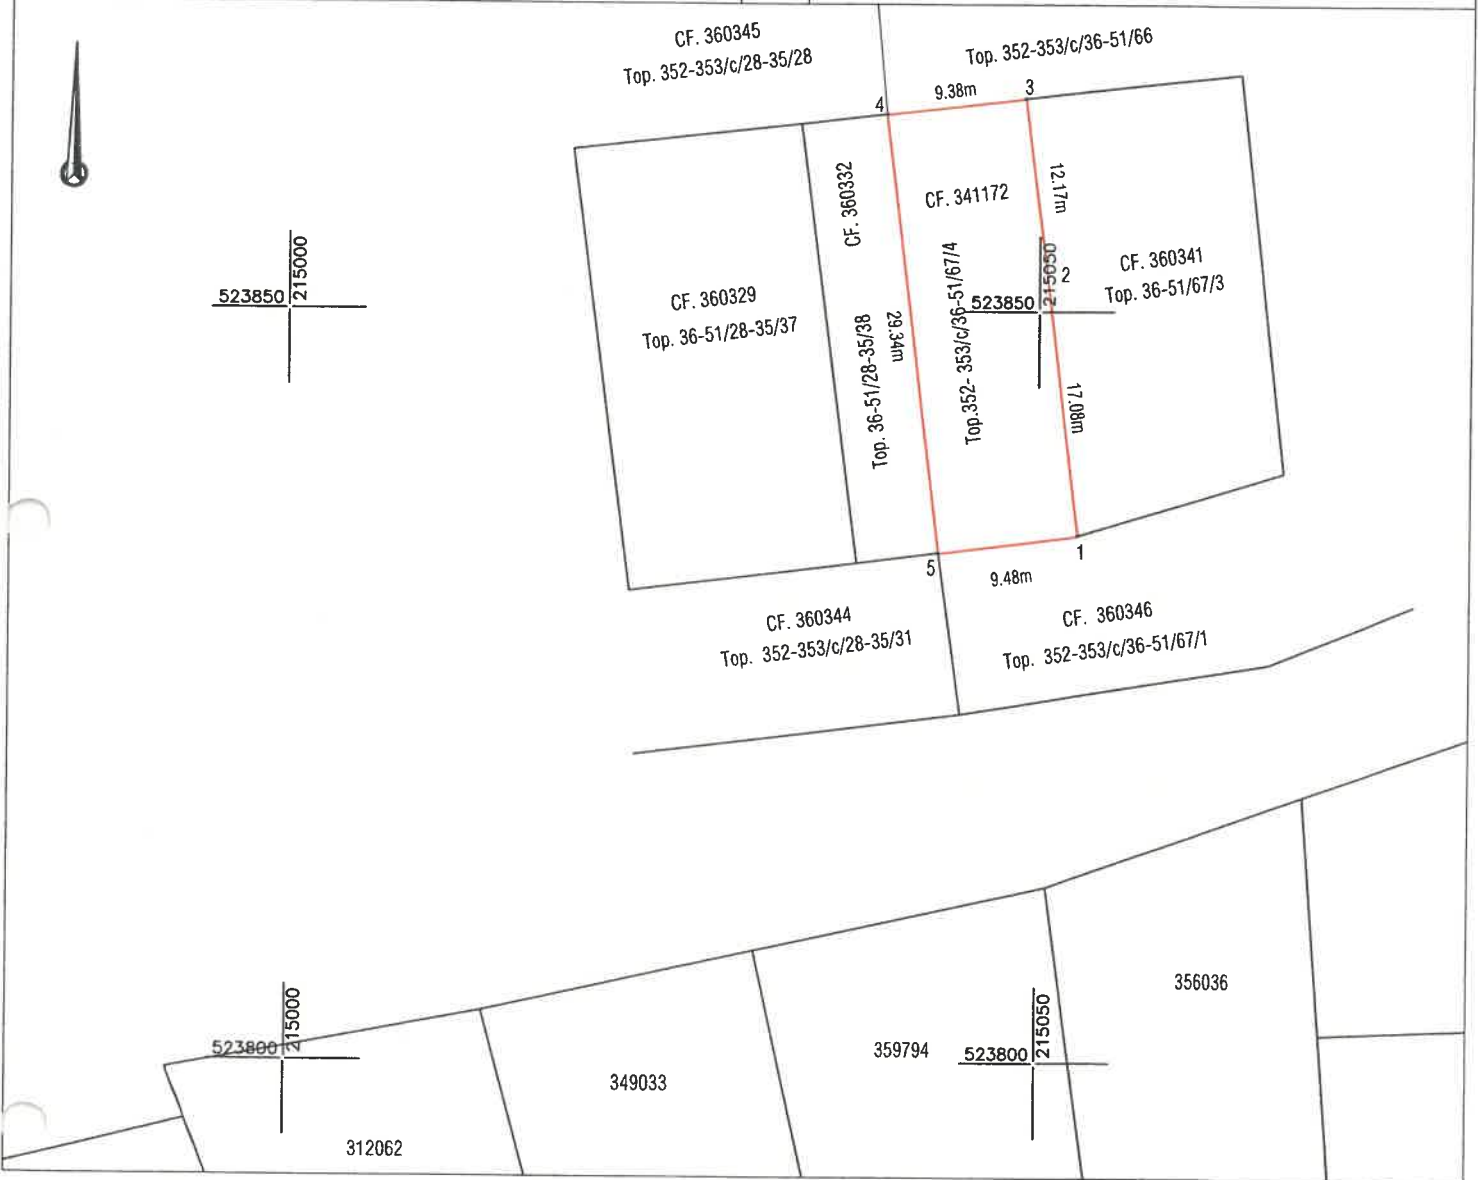 CF. 360345
Top. 352-353/c/28-35/28
Top. 352-353/c/36-51/66
4
9.38m
3
CF. 360332
Top. 36-51/28-35/38
29.34m
CF. 341172
Top.352- 353/c/36-51/67/4
12.17m
2
17.08m
523850
215000
523850
215050
CF. 360329
Top. 36-51/28-35/37
CF. 360341
Top. 36-51/67/3
5
9.48m
1
CF. 360344
Top. 352-353/c/28-35/31
CF. 360346
Top. 352-353/c/36-51/67/1
523800
215000
523800
215050
312062
349033
359794
356036